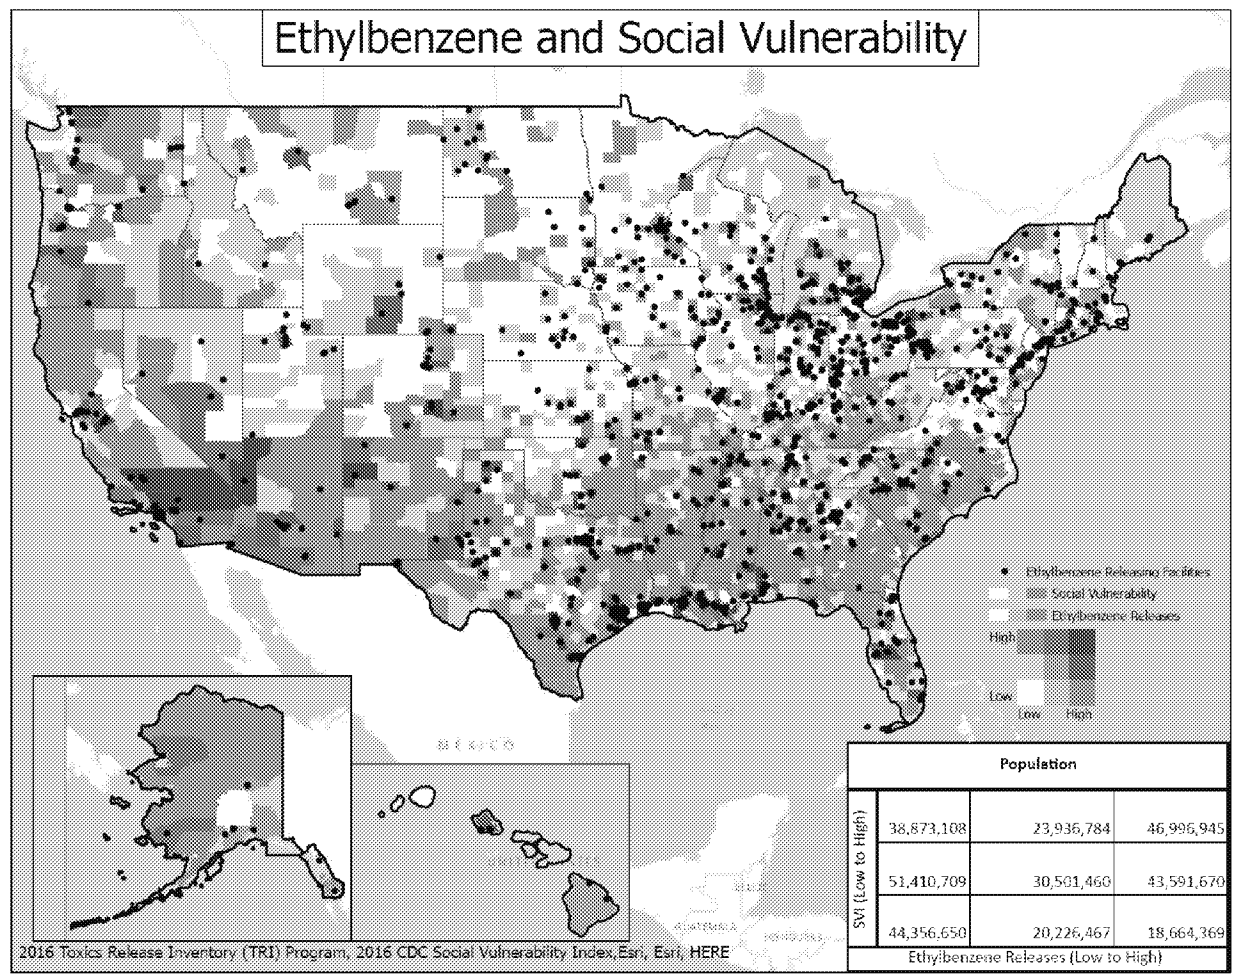 Ethylbenzene and Social Vulnerability
Ethylbenzene Releasing Facilities
Social Vulnerability
Ethylbenzene Releases
High
Low
Low High
MEXICO
Population
SVI (Low to High)
38,873,108 23,936,784 46,996,945
51,410,709 30,501,460 43,591,670
44,356,650 20,226,467 18,664,369
Ethylbenzene Releases (Low to High)
GUATEMALA
HONDURAS
2016 Toxics Release Inventory (TRI) Program, 2016 CDC Social Vulnerability Index,Esri, Esri, HERE